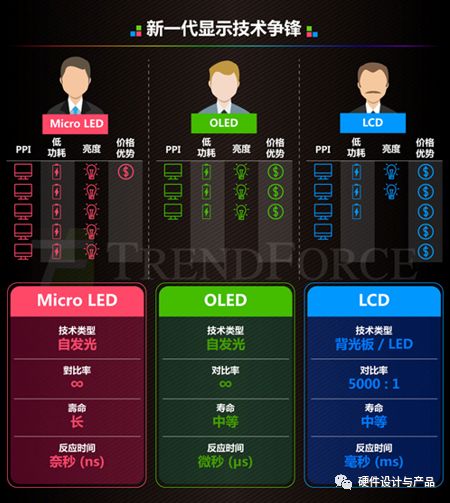 新一代显示技术争锋
Micro LED
OLED
LCD
PPI 低功耗 亮度 价格优势
PPI 低功耗 亮度 价格优势
PPI 低功耗 亮度 价格优势
TRENDFORCE
Micro LED
技术类型
自发光
對比率
∞
壽命
长
反应时间
奈秒 (ns)
OLED
技术类型
自发光
对比率
∞
寿命
中等
反应时间
微秒 (μs)
LCD
技术类型
背光板 / LED
对比率
5000 : 1
寿命
中等
反应时间
毫秒 (ms)
硬件设计与产品